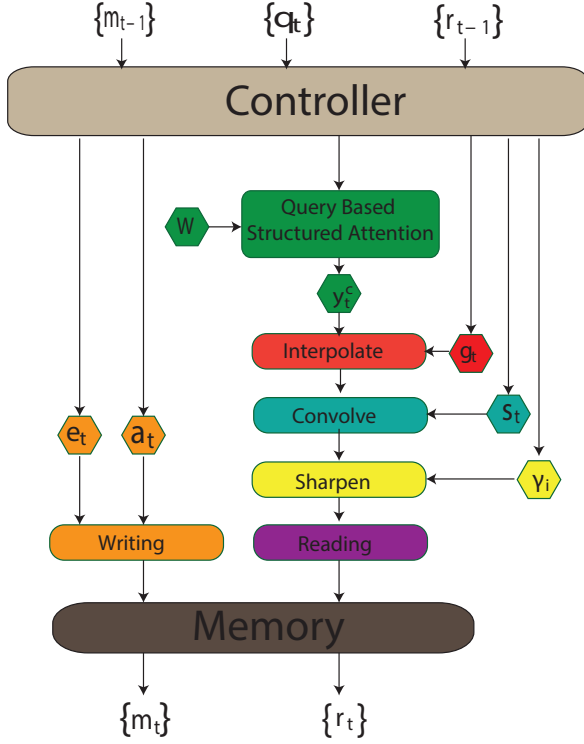 {m_{t-1}} {q_t} {r_{t-1}}
Controller
Query Based
Structured Attention
W
y_t^c
Interpolate
g_t
Convolve
s_t
e_t a_t
Sharpen
γ_i
Writing
Reading
Memory
{m_t} {r_t}